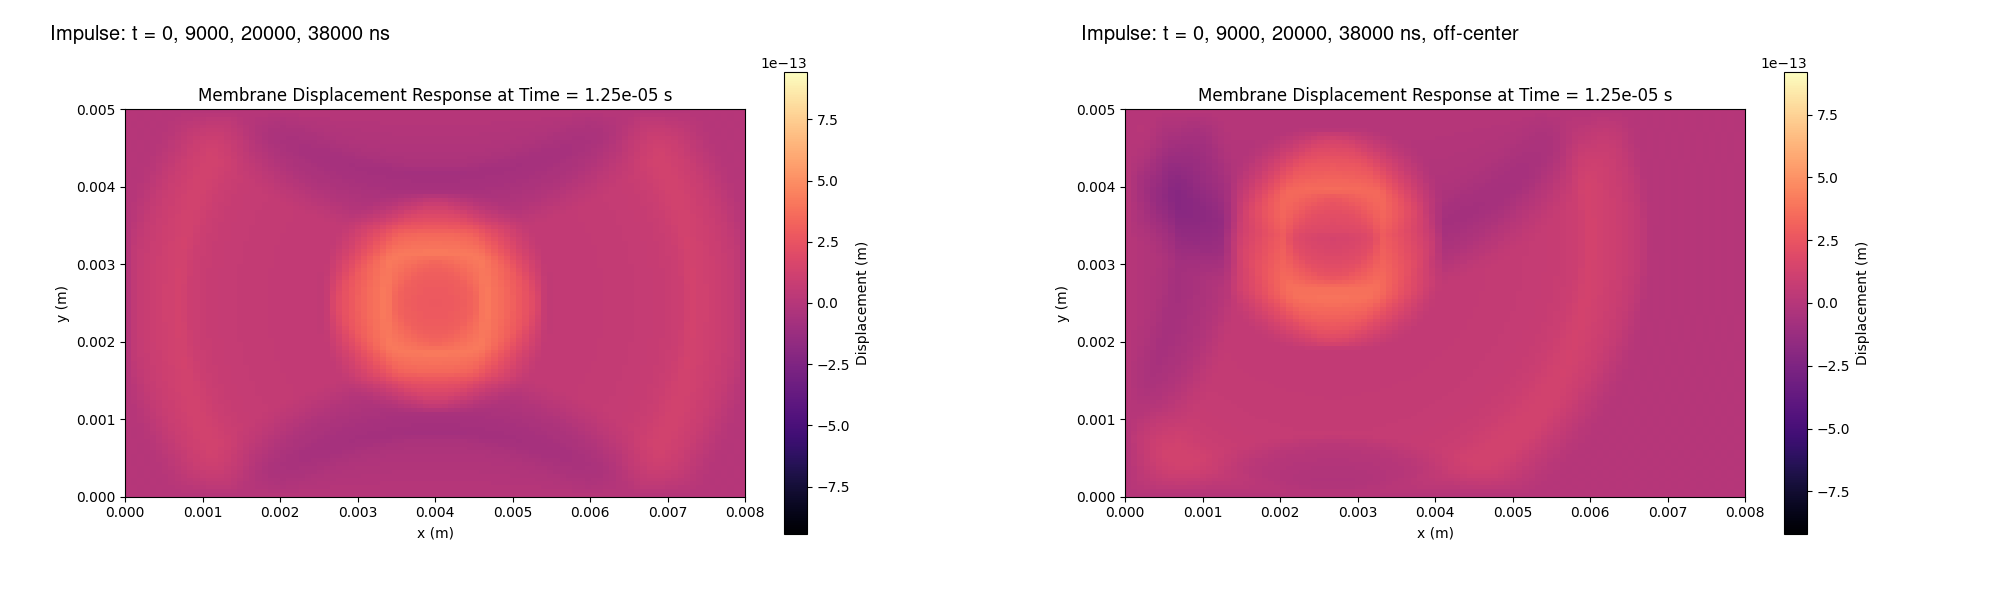 Impulse: t = 0, 9000, 20000, 38000 ns
1e−13
Membrane Displacement Response at Time = 1.25e-05 s
0.005
0.004
0.003
0.002
0.001
0.000
y (m)
0.000 0.001 0.002 0.003 0.004 0.005 0.006 0.007 0.008
x (m)
7.5
5.0
2.5
0.0
−2.5
−5.0
−7.5
Displacement (m)
Impulse: t = 0, 9000, 20000, 38000 ns, off-center
1e−13
Membrane Displacement Response at Time = 1.25e-05 s
0.005
0.004
0.003
0.002
0.001
0.000
y (m)
0.000 0.001 0.002 0.003 0.004 0.005 0.006 0.007 0.008
x (m)
7.5
5.0
2.5
0.0
−2.5
−5.0
−7.5
Displacement (m)